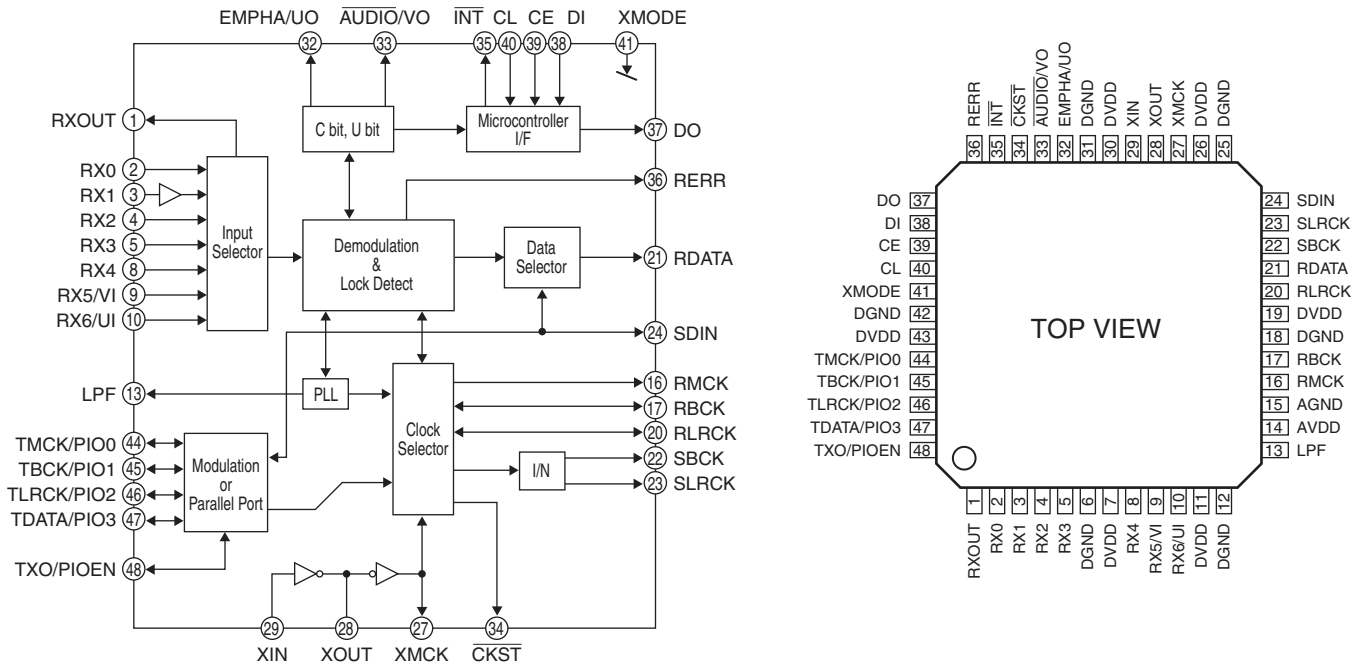 EMPHA/UO AUDIO/VO INT CL CE DI XMODE
32 33 35 40 39 38 41
RXOUT 1
C bit, U bit
Microcontroller
I/F
37 DO
RX0 2
RX1 3
RX2 4
RX3 5
RX4 8
RX5/VI 9
RX6/UI 10
Input
Selector
36 RERR
Demodulation
&
Lock Detect
Data
Selector
21 RDATA
24 SDIN
LPF 13
PLL
Clock
Selector
16 RMCK
17 RBCK
20 RLRCK
22 SBCK
23 SLRCK
I/N
TMCK/PIO0 44
TBCK/PIO1 45
TLRCK/PIO2 46
TDATA/PIO3 47
Modulation
or
Parallel Port
TXO/PIOEN 48
29 28 27 34
XIN XOUT XMCK CKST
RERR INT CKST AUDIO/VO EMPHA/UO DGND DVDD XIN XOUT XMCK DVDD DGND
36 35 34 33 32 31 30 29 28 27 26 25
DO 37
DI 38
CE 39
CL 40
XMODE 41
DGND 42
DVDD 43
TMCK/PIO0 44
TBCK/PIO1 45
TLRCK/PIO2 46
TDATA/PIO3 47
TXO/PIOEN 48
TOP VIEW
24 SDIN
23 SLRCK
22 SBCK
21 RDATA
20 RLRCK
19 DVDD
18 DGND
17 RBCK
16 RMCK
15 AGND
14 AVDD
13 LPF
1 2 3 4 5 6 7 8 9 10 11 12
RXOUT RX0 RX1 RX2 RX3 DGND DVDD RX4 RX5/VI RX6/UI DVDD DGND